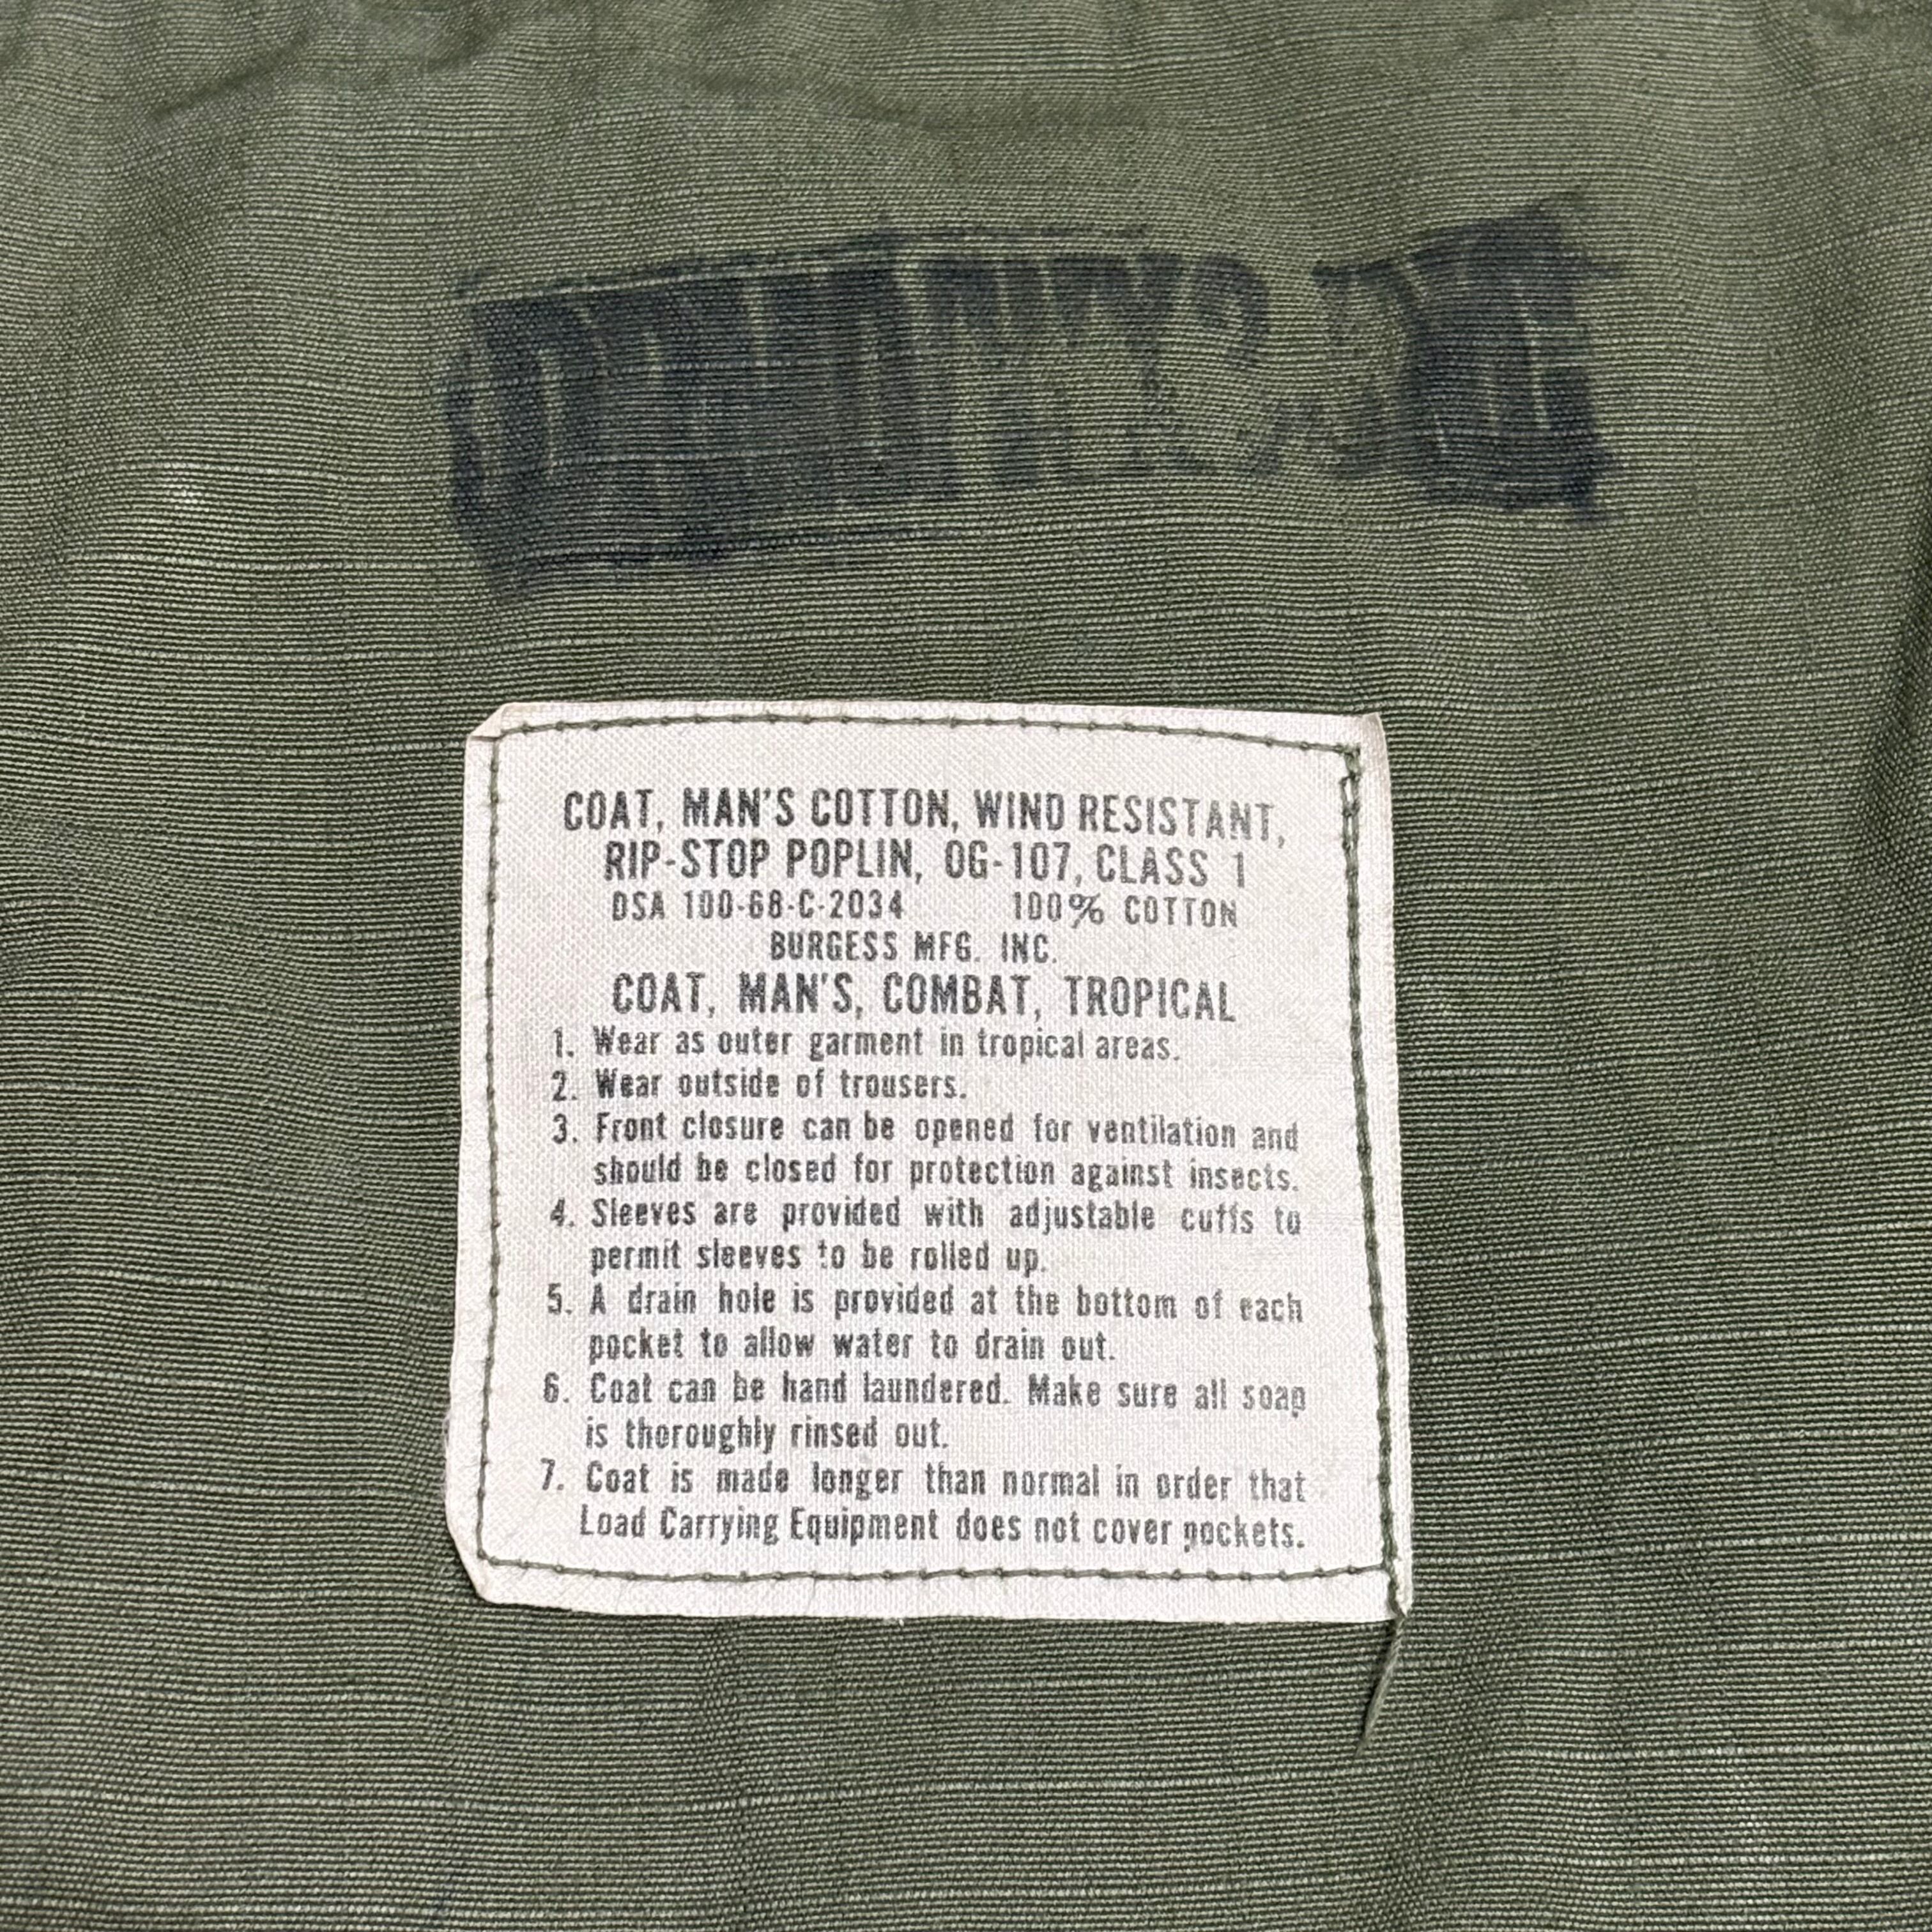 COAT, MAN'S COTTON, WIND RESISTANT,
RIP-STOP POPLIN, OG-107, CLASS 1
DSA 100-68-C-2034 100% COTTON
BURGESS MFG. INC.
COAT, MAN'S, COMBAT, TROPICAL
1. Wear as outer garment in tropical areas.
2. Wear outside of trousers.
3. Front closure can be opened for ventilation and
should be closed for protection against insects.
4. Sleeves are provided with adjustable cuffs to
permit sleeves to be rolled up.
5. A drain hole is provided at the bottom of each
pocket to allow water to drain out.
6. Coat can be hand laundered. Make sure all soap
is thoroughly rinsed out.
7. Coat is made longer than normal in order that
Load Carrying Equipment does not cover pockets.